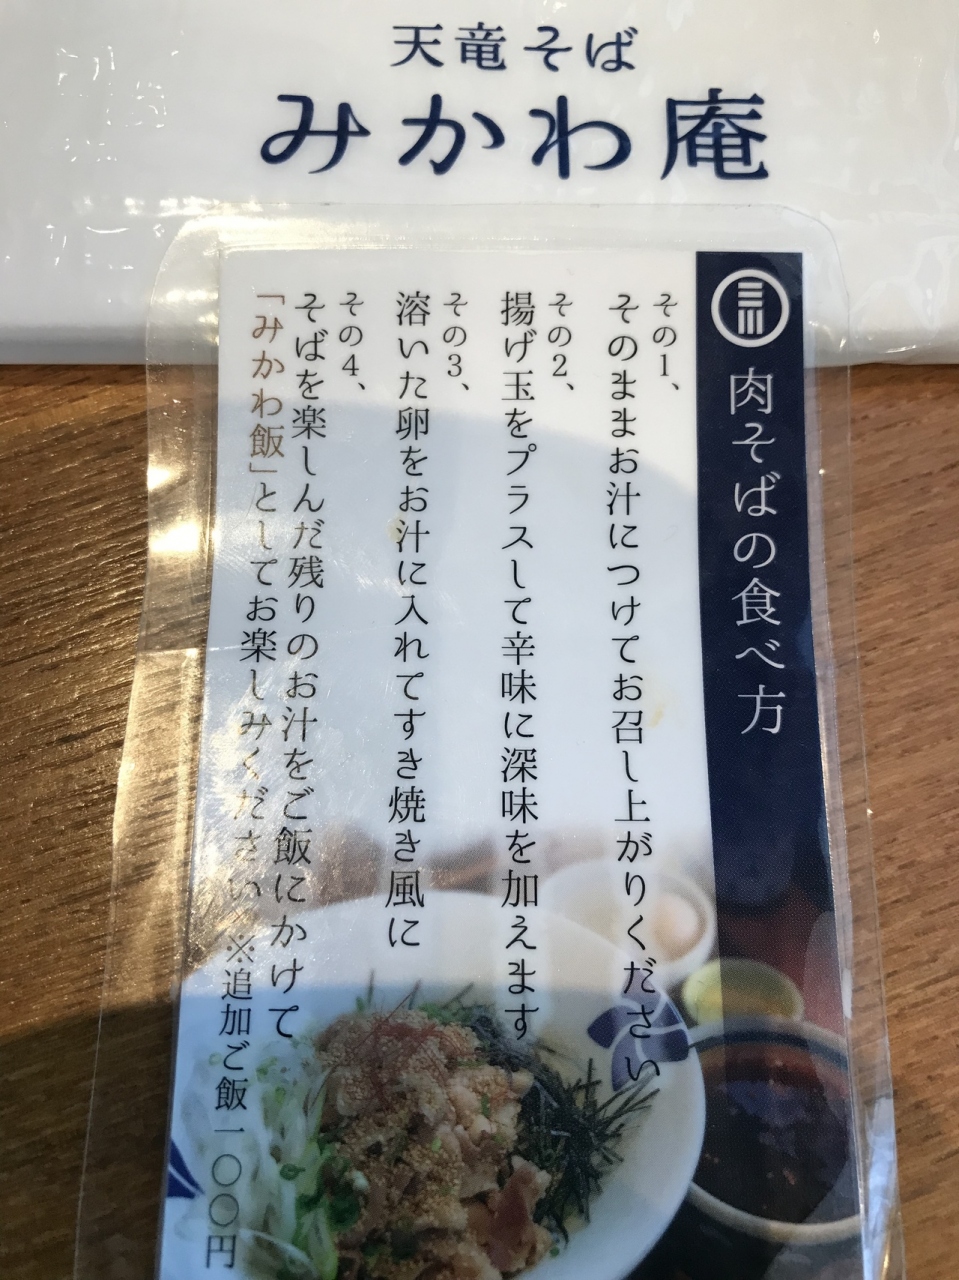 天竜そば
みかわ庵
肉そばの食べ方
その1、
そのままお汁につけてお召し上がりください
その2、
揚げ玉をプラスして辛味に深味を加えます
その3、
溶いた卵をお汁に入れてすき焼き風に
その4、
そばを楽しんだ残りのお汁をご飯にかけて
「みかわ飯」としてお楽しみください ※追加ご飯一〇〇円